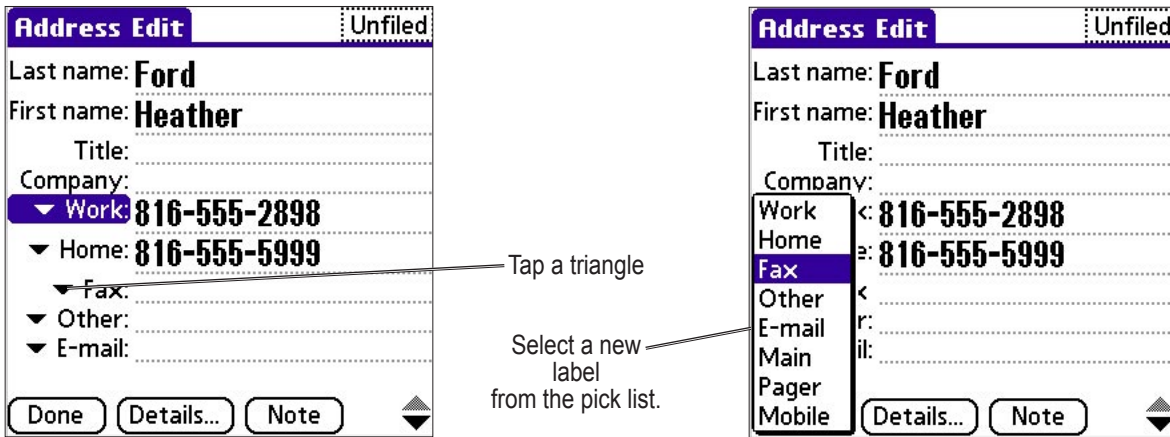 Address Edit Unfiled
Last name: Ford
First name: Heather
Title:
Company:
Work: 816-555-2898
Home: 816-555-5999
Fax:
Other:
E-mail:
Done Details... Note
Tap a triangle
Select a new
label
from the pick list.
Address Edit Unfiled
Last name: Ford
First name: Heather
Title:
Company:
Work k: 816-555-2898
Home e: 816-555-5999
Fax x
Other r:
E-mail il:
Main
Pager
Mobile Details... Note